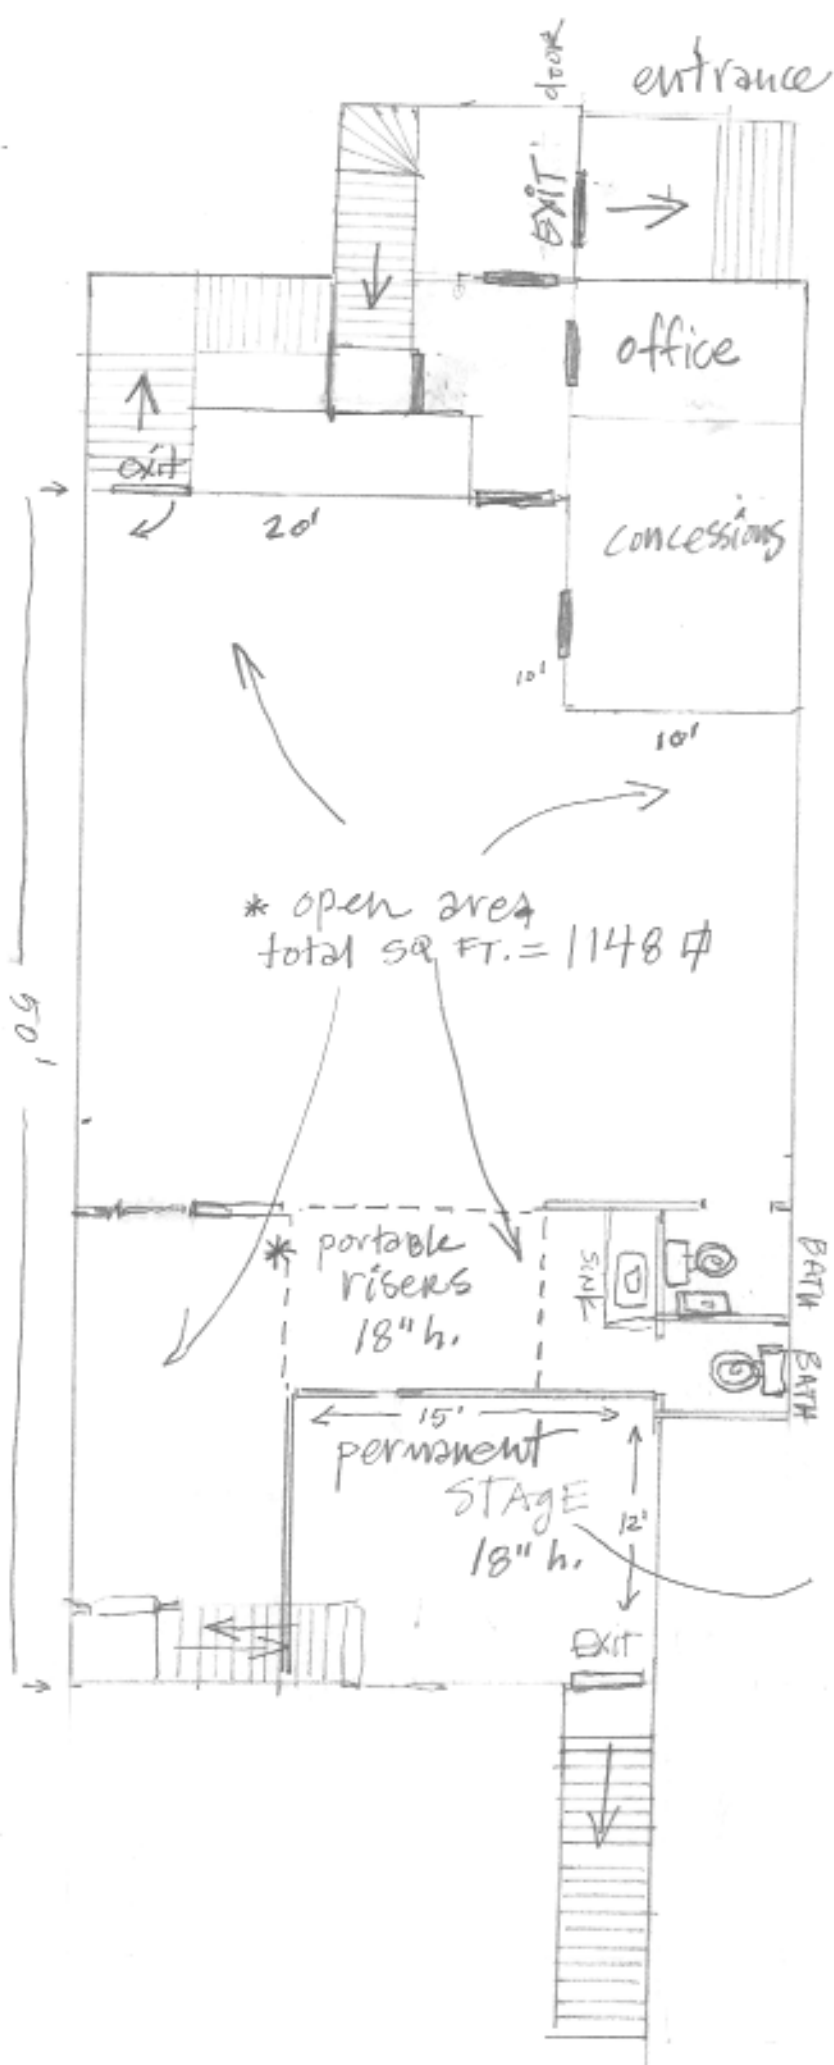 door
entrance
EXIT
office
exit
20'
concessions
10'
10'
* open area
total SQ FT. = 1148
50'
* portable
risers
18" h.
SINK
BATH
BATH
15'
permanent
STAGE
18" h.
12'
EXIT